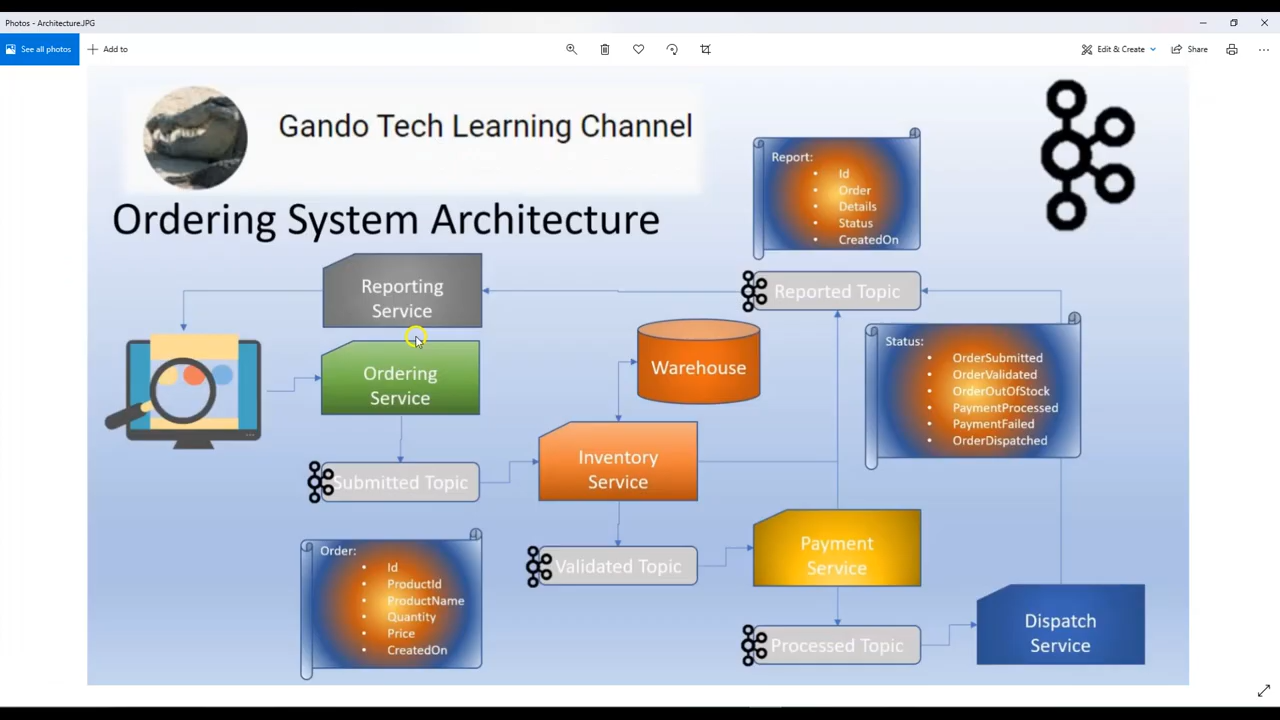 Photos - Architecture.JPG
See all photos
Add to
Edit & Create
Share
Gando Tech Learning Channel
Ordering System Architecture
Report:
Id
Order
Details
Status
CreatedOn
Reporting
Service
Reported Topic
Warehouse
Status:
OrderSubmitted
OrderValidated
OrderOutOfStock
PaymentProcessed
PaymentFailed
OrderDispatched
Ordering
Service
Submitted Topic
Inventory
Service
Order:
Id
ProductId
ProductName
Quantity
Price
CreatedOn
Validated Topic
Payment
Service
Processed Topic
Dispatch
Service